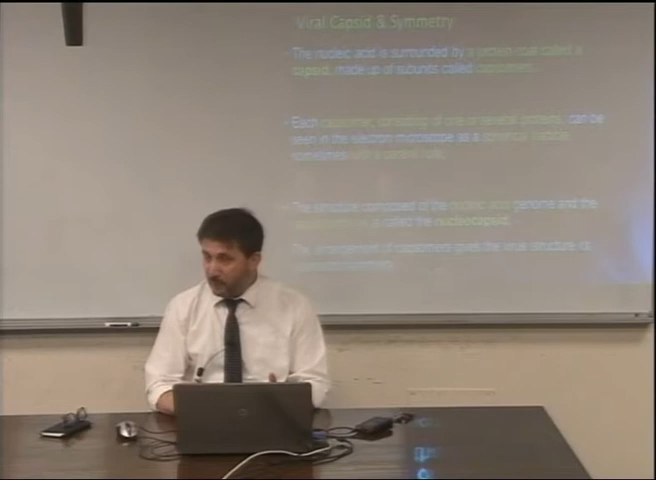 Viral Capsid & Symmetry
The nucleic acid is surrounded by a protein coat called a
capsid, made up of subunits called capsomers.
Each capsomer, consisting of one or several proteins, can be
seen in the electron microscope as a spherical particle
sometimes with a central hole.
The structure composed of the nucleic acid genome and the
is called the nucleocapsid.
The arrangement of capsomers gives the virus structure its